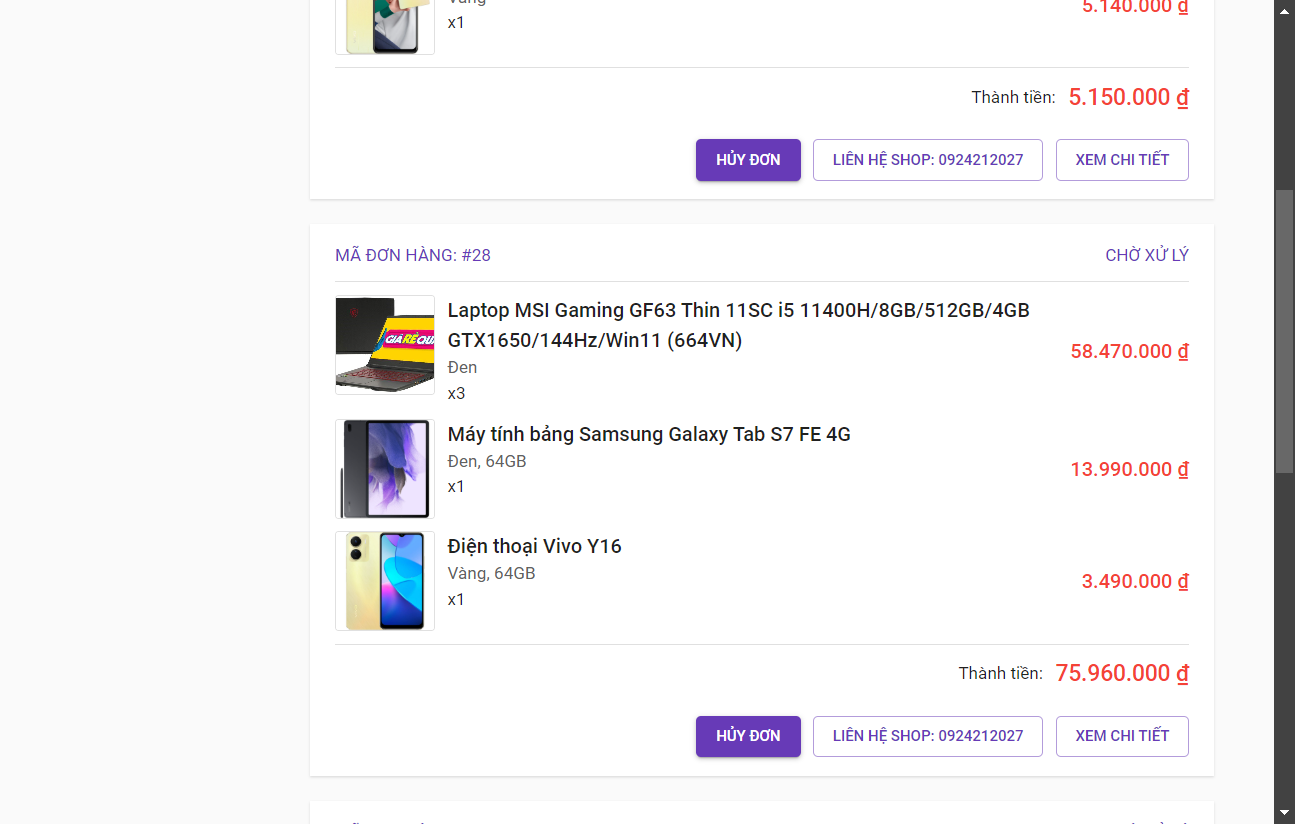 Vàng
5.140.000 ₫
x1
Thành tiền: 5.150.000 ₫
HỦY ĐƠN LIÊN HỆ SHOP: 0924212027 XEM CHI TIẾT
MÃ ĐƠN HÀNG: #28 CHỜ XỬ LÝ
Laptop MSI Gaming GF63 Thin 11SC i5 11400H/8GB/512GB/4GB
GTX1650/144Hz/Win11 (664VN)
58.470.000 ₫
Đen
x3
Máy tính bảng Samsung Galaxy Tab S7 FE 4G
Đen, 64GB
13.990.000 ₫
x1
Điện thoại Vivo Y16
Vàng, 64GB
3.490.000 ₫
x1
Thành tiền: 75.960.000 ₫
HỦY ĐƠN LIÊN HỆ SHOP: 0924212027 XEM CHI TIẾT